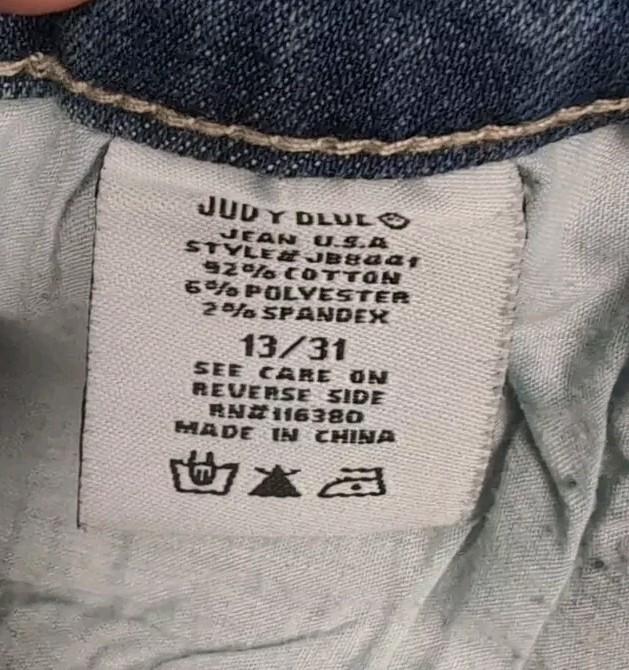 JUDY BLUE
JEAN U.S.A
STYLE#
92% COTTON
6% POLYESTER
2% SPANDEX
13/31
SEE CARE ON
REVERSE SIDE
RN#116380
MADE IN CHINA